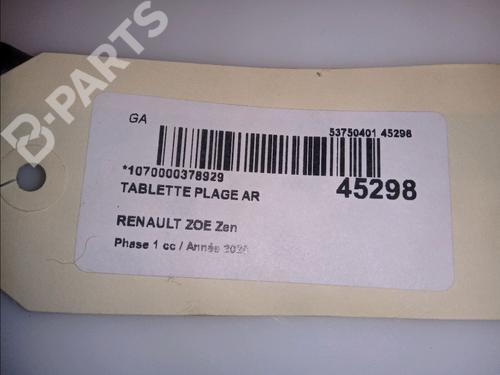 B-PARTS
GA
53750401 45298
*1070000378929
45298
TABLETTE PLAGE AR
RENAULT ZOE Zen
Phase 1 cc / Année